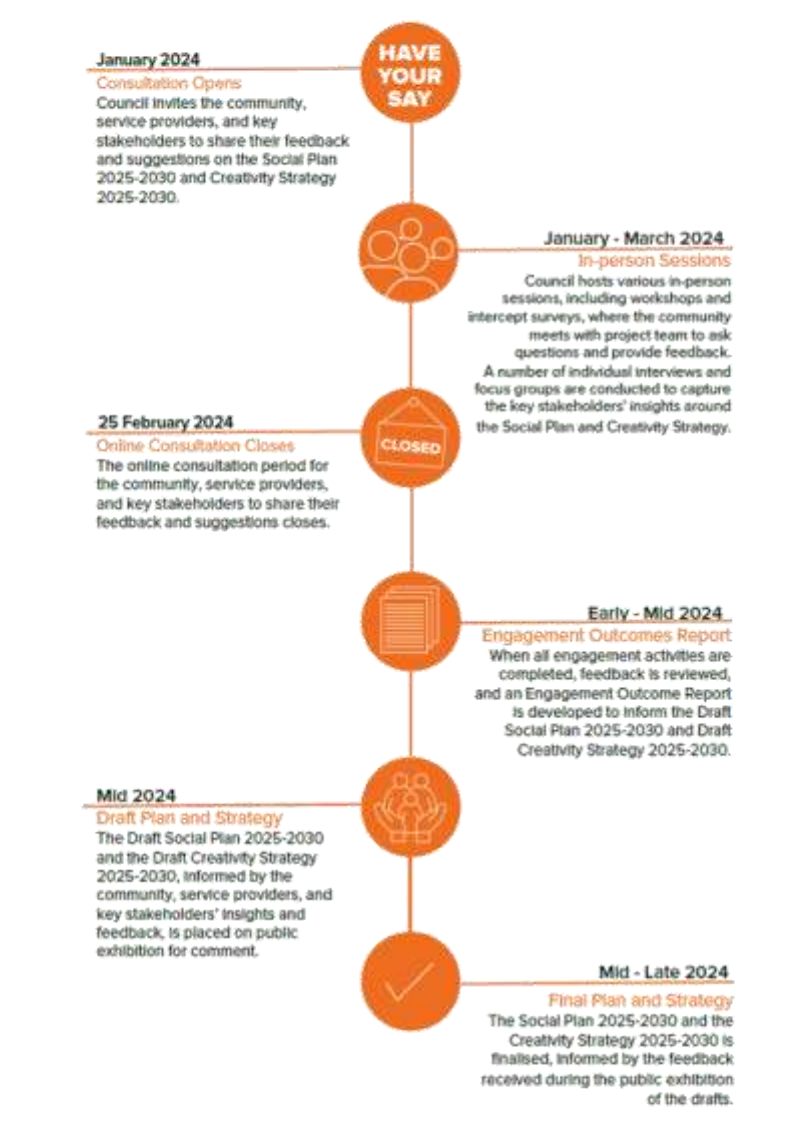 HAVE
YOUR
SAY
January 2024
Consultation Opens
Council invites the community,
service providers, and key
stakeholders to share their feedback
and suggestions on the Social Plan
2025-2030 and Creativity Strategy
2025-2030.
January - March 2024
In-person Sessions
Council hosts various in-person
sessions, including workshops and
intercept surveys, where the community
meets with project team to ask
questions and provide feedback.
A number of individual interviews and
focus groups are conducted to capture
the key stakeholders' insights around
the Social Plan and Creativity Strategy.
25 February 2024
Online Consultation Closes
The online consultation period for
the community, service providers,
and key stakeholders to share their
feedback and suggestions closes.
CLOSED
Early - Mid 2024
Engagement Outcomes Report
When all engagement activities are
completed, feedback is reviewed,
and an Engagement Outcome Report
is developed to inform the Draft
Social Plan 2025-2030 and Draft
Creativity Strategy 2025-2030.
Mid 2024
Draft Plan and Strategy
The Draft Social Plan 2025-2030
and the Draft Creativity Strategy
2025-2030, informed by the
community, service providers, and
key stakeholders' insights and
feedback, is placed on public
exhibition for comment.
Mid - Late 2024
Final Plan and Strategy
The Social Plan 2025-2030 and the
Creativity Strategy 2025-2030 is
finalised, informed by the feedback
received during the public exhibition
of the drafts.